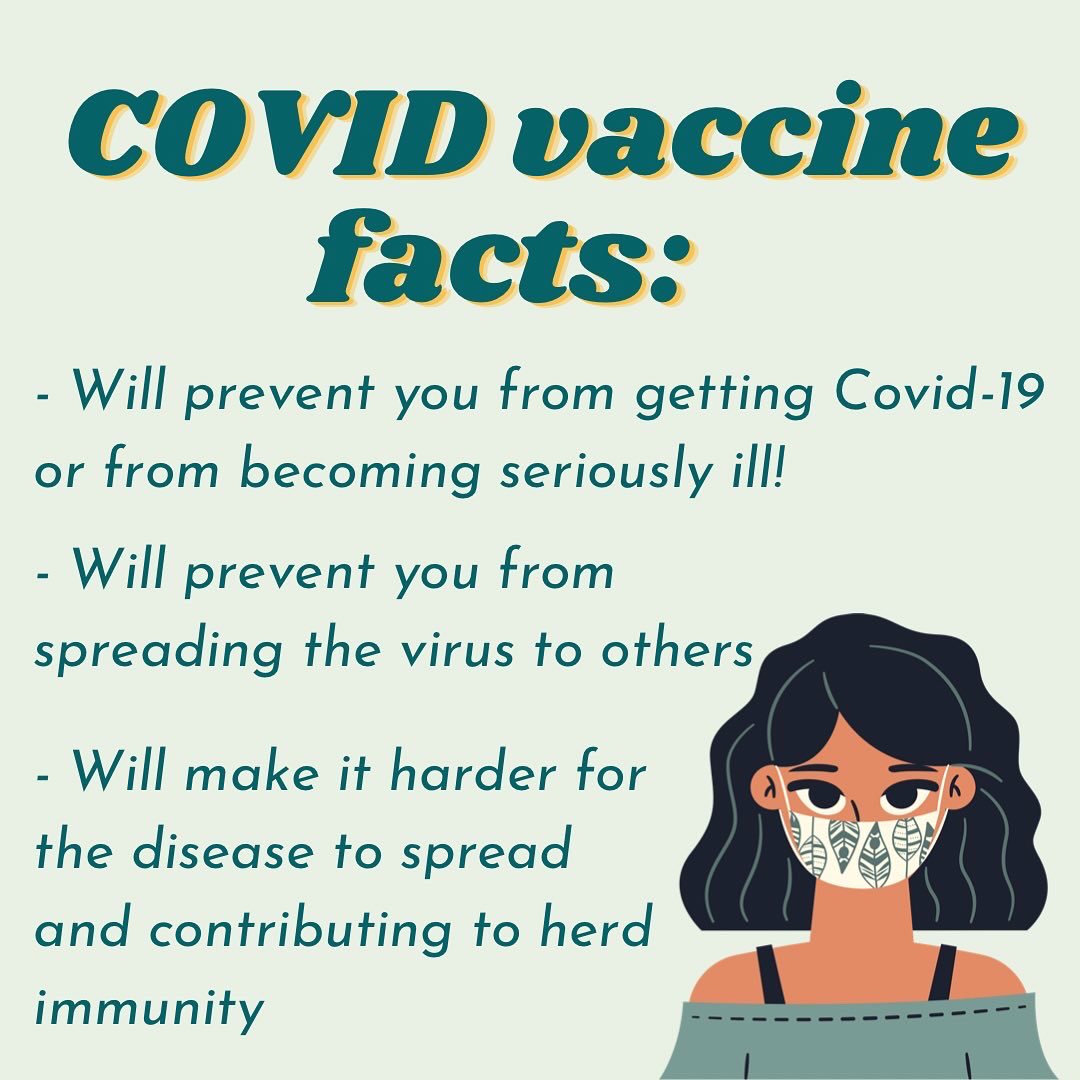 COVID vaccine
facts:
- Will prevent you from getting Covid-19
or from becoming seriously ill!
- Will prevent you from
spreading the virus to others
- Will make it harder for
the disease to spread
and contributing to herd
immunity